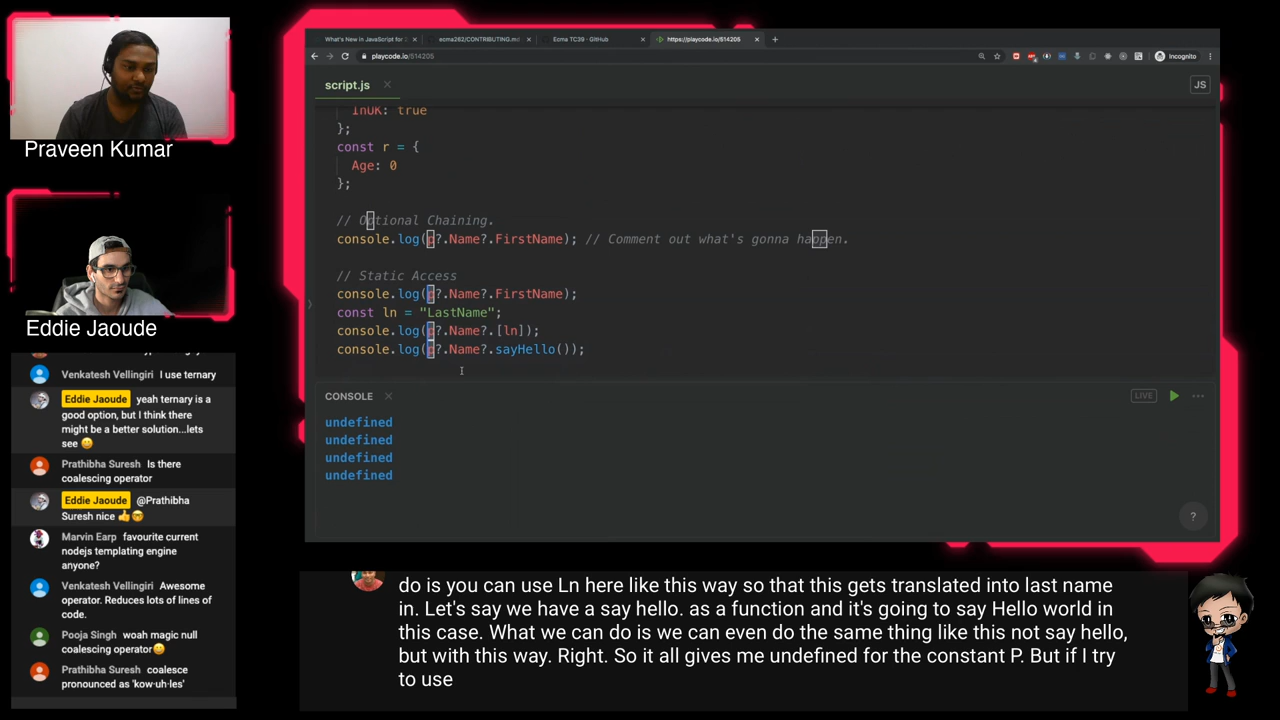 Praveen Kumar
Eddie Jaoude
Venkatesh Vellingiri I use ternary
Eddie Jaoude yeah ternary is a
good option, but I think there
might be a better solution...lets
see 😀
Prathibha Suresh Is there
coalescing operator
Eddie Jaoude @Prathibha
Suresh nice 👍🤓
Marvin Earp favourite current
nodejs templating engine
anyone?
Venkatesh Vellingiri Awesome
operator. Reduces lots of lines of
code.
Pooja Singh woah magic null
coalescing operator😀
Prathibha Suresh coalesce
pronounced as 'kow·uh·les'
What's New in JavaScript for
ecma262/CONTRIBUTING.m
Ecma TC39 · GitHub
https://playcode.io/514205
playcode.io/514205
Incognito
script.js
JS
InUK: true
};
const r = {
Age: 0
};
// Optional Chaining.
console.log(p?.Name?.FirstName); // Comment out what's gonna happen.
// Static Access
console.log(p?.Name?.FirstName);
const ln = "LastName";
console.log(p?.Name?.[ln]);
console.log(p?.Name?.sayHello());
CONSOLE
LIVE
undefined
undefined
undefined
undefined
?
do is you can use Ln here like this way so that this gets translated into last name
in. Let's say we have a say hello. as a function and it's going to say Hello world in
this case. What we can do is we can even do the same thing like this not say hello,
but with this way. Right. So it all gives me undefined for the constant P. But if I try
to use